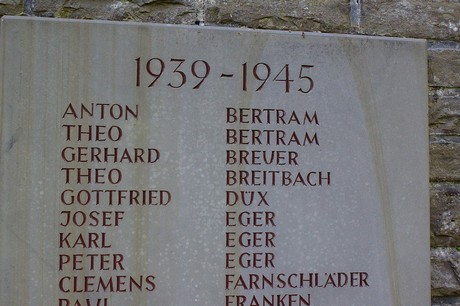 1939 - 1945
ANTON BERTRAM
THEO BERTRAM
GERHARD BREUER
THEO BREITBACH
GOTTFRIED DUX
JOSEF EGER
KARL EGER
PETER EGER
CLEMENS FARNSCHLÄDER
PAUL FRANKEN